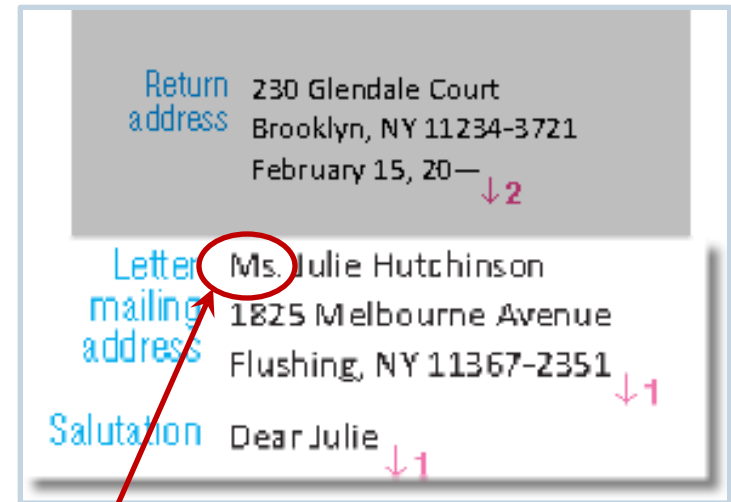 Return 230 Glendale Court
address Brooklyn, NY 11234-3721
February 15, 20—
↓2
Letter Ms. Julie Hutchinson
mailing 1825 Melbourne Avenue
address Flushing, NY 11367-2351
↓1
Salutation Dear Julie
↓1